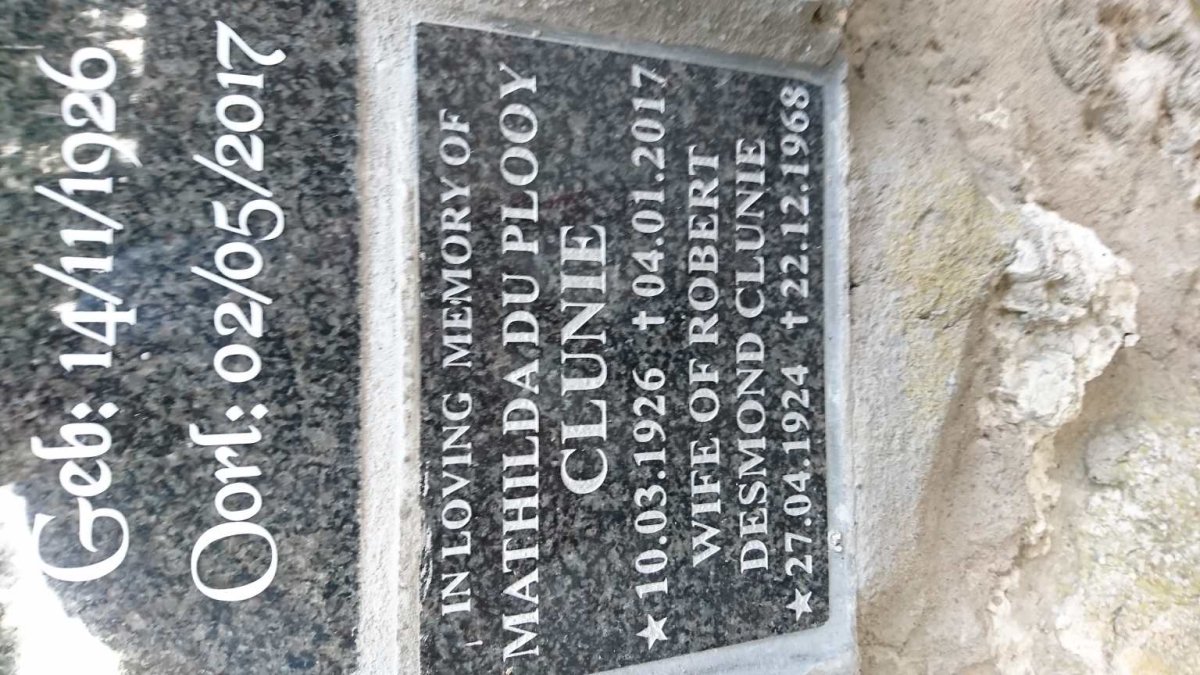 Geb: 14/11/1926
Oorl: 02/05/2017
IN LOVING MEMORY OF
MATHILDA DU PLOOY
CLUNIE
★ 10.03.1926 ✝ 04.01.2017
WIFE OF ROBERT
DESMOND CLUNIE
★ 27.04.1924 ✝ 22.12.1968